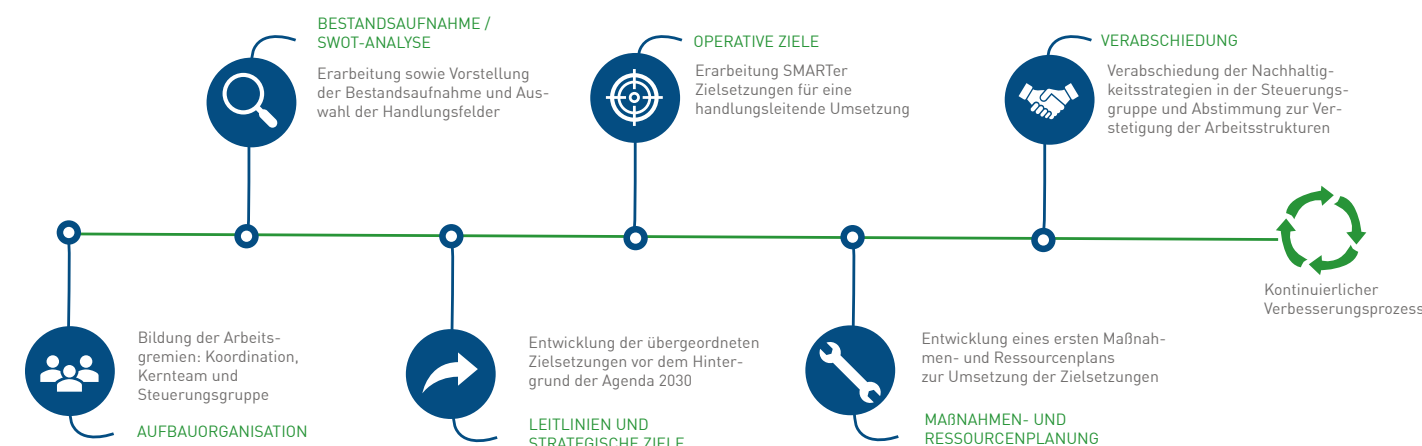 BESTANDSAUFNAHME /
SWOT-ANALYSE
Erarbeitung sowie Vorstellung
der Bestandsaufnahme und Aus-
wahl der Handlungsfelder
OPERATIVE ZIELE
Erarbeitung SMARTer
Zielsetzungen für eine
handlungsleitende Umsetzung
VERABSCHIEDUNG
Verabschiedung der Nachhaltig-
keitsstrategien in der Steuerungs-
gruppe und Abstimmung zur Ver-
stetigung der Arbeitsstrukturen
Kontinuierlicher
Verbesserungsprozess
Bildung der Arbeits-
gremien: Koordination,
Kernteam und
Steuerungsgruppe
AUFBAUORGANISATION
Entwicklung der übergeordneten
Zielsetzungen vor dem Hinter-
grund der Agenda 2030
LEITLINIEN UND
STRATEGISCHE ZIELE
Entwicklung eines ersten Maßnah-
men- und Ressourcenplans
zur Umsetzung der Zielsetzungen
MAßNAHMEN- UND
RESSOURCENPLANUNG